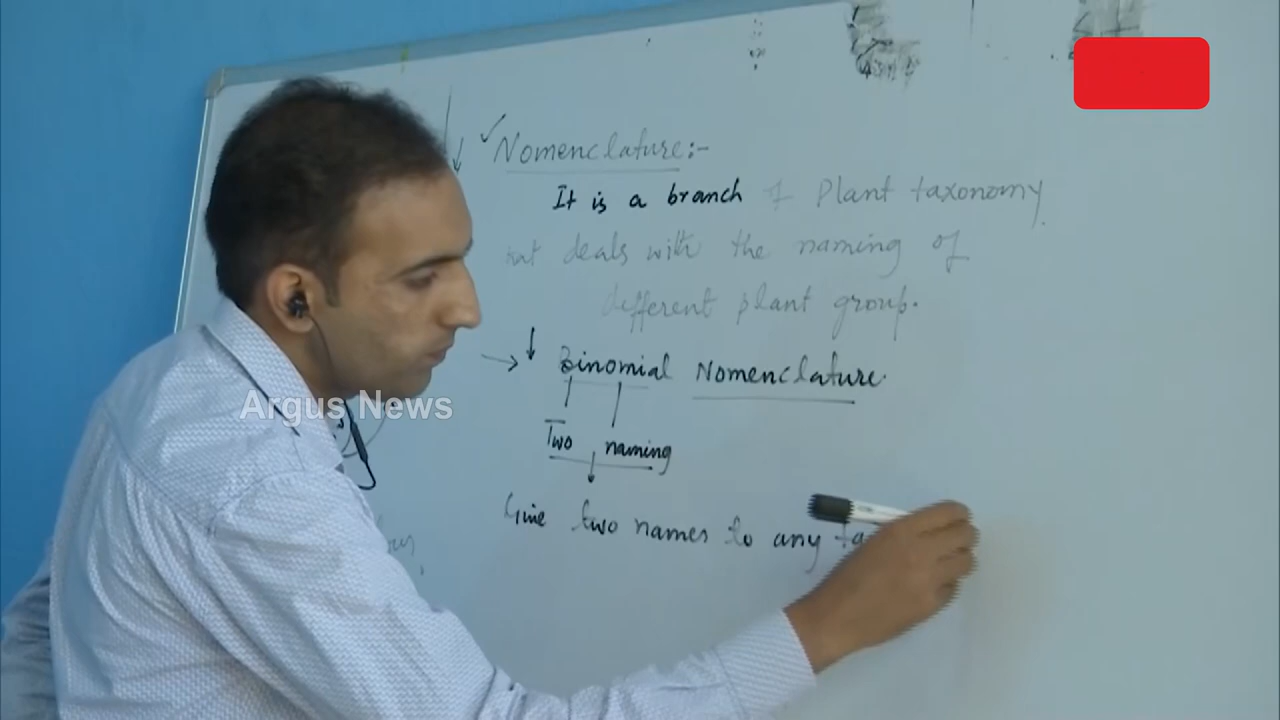 Nomenclature:-
It is a branch of Plant taxonomy
deals with the naming of
different plant group.
Binomial Nomenclature.
Two naming
Give two names to any
Argus News